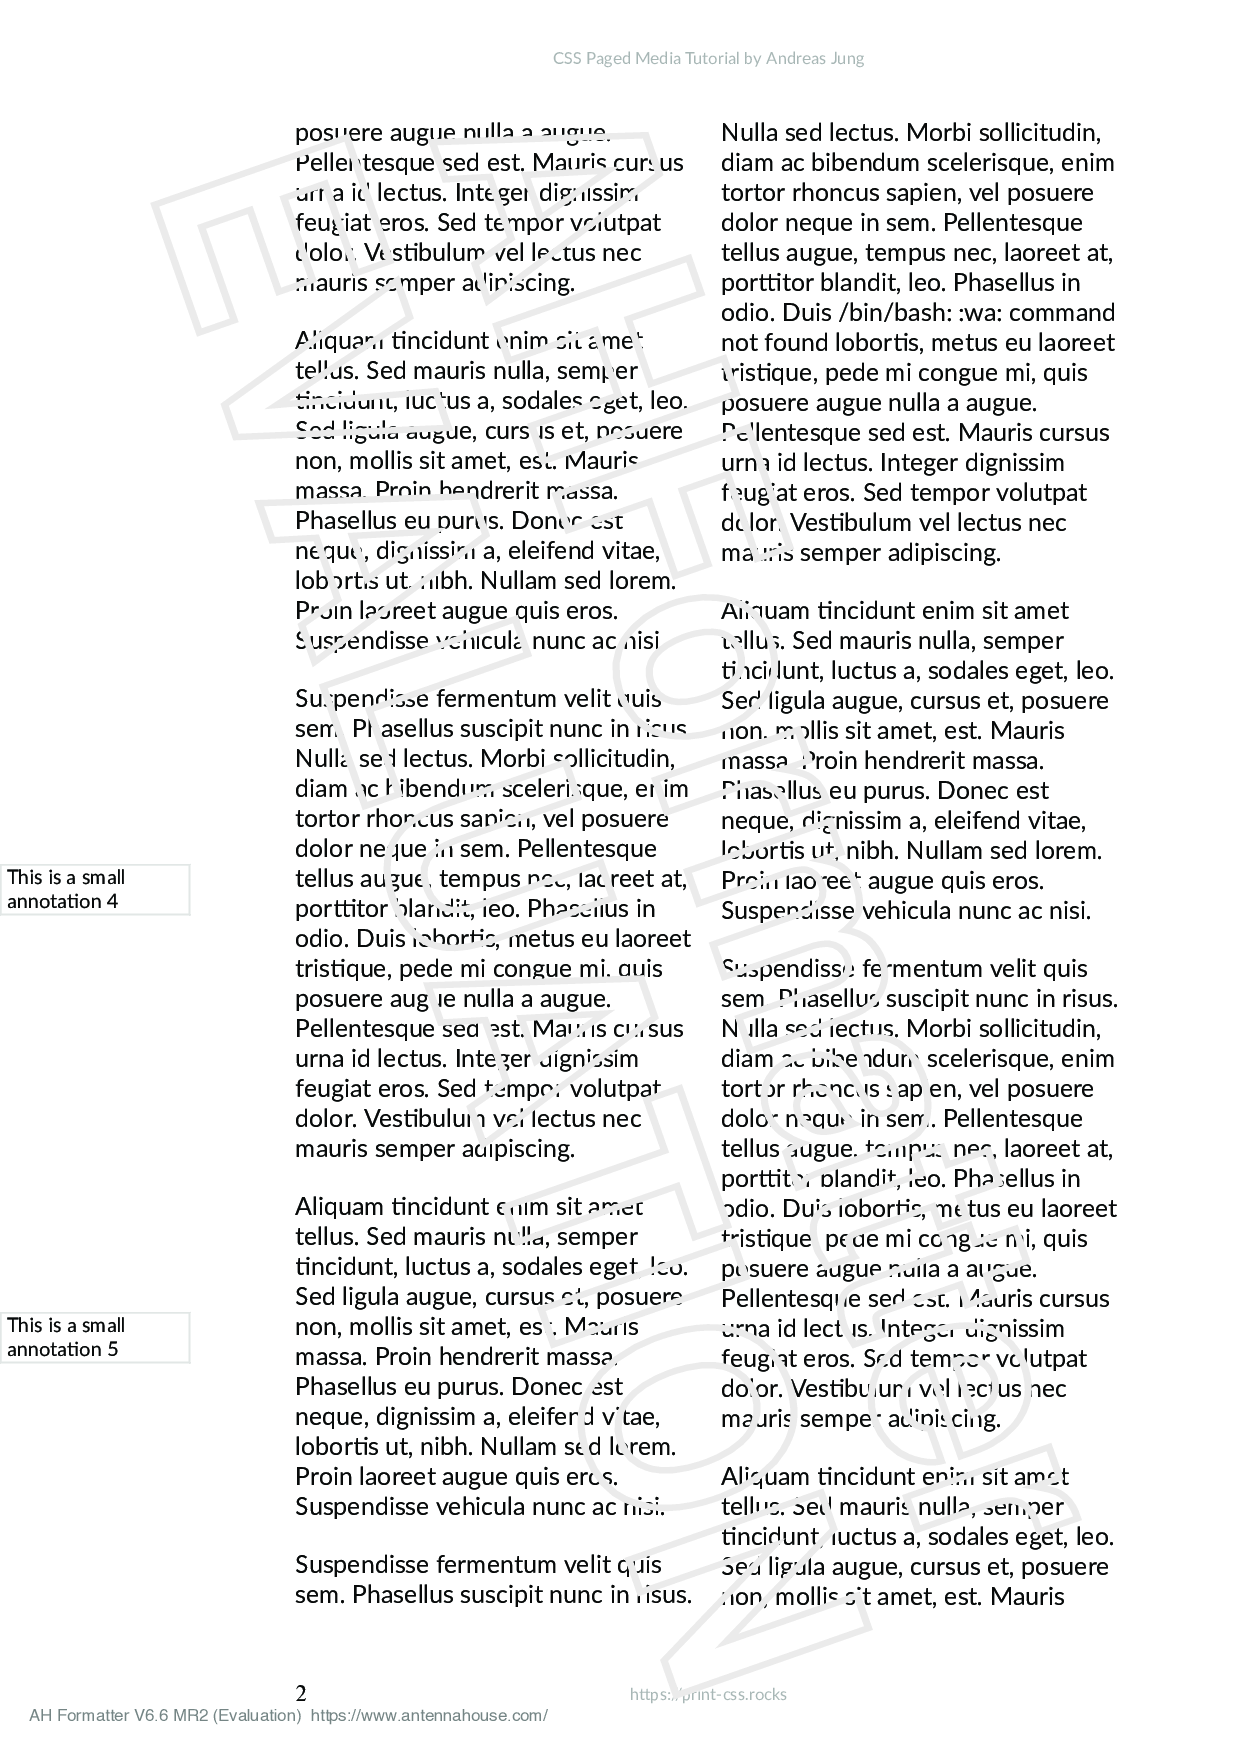 CSS Paged Media Tutorial by Andreas Jung
posuere augue nulla a augue.
Pellentesque sed est. Mauris cursus
urna id lectus. Integer dignissim
feugiat eros. Sed tempor volutpat
dolor. Vestibulum vel lectus nec
mauris semper adipiscing.
Aliquam tincidunt enim sit amet
tellus. Sed mauris nulla, semper
tincidunt, luctus a, sodales eget, leo.
Sed ligula augue, cursus et, posuere
non, mollis sit amet, est. Mauris
massa. Proin hendrerit massa.
Phasellus eu purus. Donec est
neque, dignissim a, eleifend vitae,
lobortis ut, nibh. Nullam sed lorem.
Proin laoreet augue quis eros.
Suspendisse vehicula nunc ac nisi
Suspendisse fermentum velit quis
sem. Phasellus suscipit nunc in risus
Nulla sed lectus. Morbi sollicitudin,
diam ac bibendum scelerisque, enim
tortor rhoncus sapien, vel posuere
dolor neque in sem. Pellentesque
tellus augue, tempus nec, laoreet at,
porttitor blandit, leo. Phasellus in
odio. Duis lobortis, metus eu laoreet
tristique, pede mi congue mi, quis
posuere augue nulla a augue.
Pellentesque sed est. Mauris cursus
urna id lectus. Integer dignissim
feugiat eros. Sed tempor volutpat
dolor. Vestibulum vel lectus nec
mauris semper adipiscing.
Aliquam tincidunt enim sit amet
tellus. Sed mauris nulla, semper
tincidunt, luctus a, sodales eget, leo.
Sed ligula augue, cursus et, posuere
non, mollis sit amet, est. Mauris
massa. Proin hendrerit massa.
Phasellus eu purus. Donec est
neque, dignissim a, eleifend vitae,
lobortis ut, nibh. Nullam sed lorem.
Proin laoreet augue quis eros.
Suspendisse vehicula nunc ac nisi.
Suspendisse fermentum velit quis
sem. Phasellus suscipit nunc in risus.
This is a small
annotation 4
This is a small
annotation 5
Nulla sed lectus. Morbi sollicitudin,
diam ac bibendum scelerisque, enim
tortor rhoncus sapien, vel posuere
dolor neque in sem. Pellentesque
tellus augue, tempus nec, laoreet at,
porttitor blandit, leo. Phasellus in
odio. Duis /bin/bash: :wa: command
not found lobortis, metus eu laoreet
tristique, pede mi congue mi, quis
posuere augue nulla a augue.
Pellentesque sed est. Mauris cursus
urna id lectus. Integer dignissim
feugiat eros. Sed tempor volutpat
dolor. Vestibulum vel lectus nec
mauris semper adipiscing.
Aliquam tincidunt enim sit amet
tellus. Sed mauris nulla, semper
tincidunt, luctus a, sodales eget, leo.
Sed ligula augue, cursus et, posuere
non, mollis sit amet, est. Mauris
massa. Proin hendrerit massa.
Phasellus eu purus. Donec est
neque, dignissim a, eleifend vitae,
lobortis ut, nibh. Nullam sed lorem.
Proin laoreet augue quis eros.
Suspendisse vehicula nunc ac nisi.
Suspendisse fermentum velit quis
sem. Phasellus suscipit nunc in risus.
Nulla sed lectus. Morbi sollicitudin,
diam ac bibendum scelerisque, enim
tortor rhoncus sapien, vel posuere
dolor neque in sem. Pellentesque
tellus augue, tempus nec, laoreet at,
porttitor blandit, leo. Phasellus in
odio. Duis lobortis, metus eu laoreet
tristique, pede mi congue mi, quis
posuere augue nulla a augue.
Pellentesque sed est. Mauris cursus
urna id lectus. Integer dignissim
feugiat eros. Sed tempor volutpat
dolor. Vestibulum vel lectus nec
mauris semper adipiscing.
Aliquam tincidunt enim sit amet
tellus. Sed mauris nulla, semper
tincidunt, luctus a, sodales eget, leo.
Sed ligula augue, cursus et, posuere
non, mollis sit amet, est. Mauris
AHFormatter
EVALUATION
2
https://print-css.rocks
AH Formatter V6.6 MR2 (Evaluation) https://www.antennahouse.com/